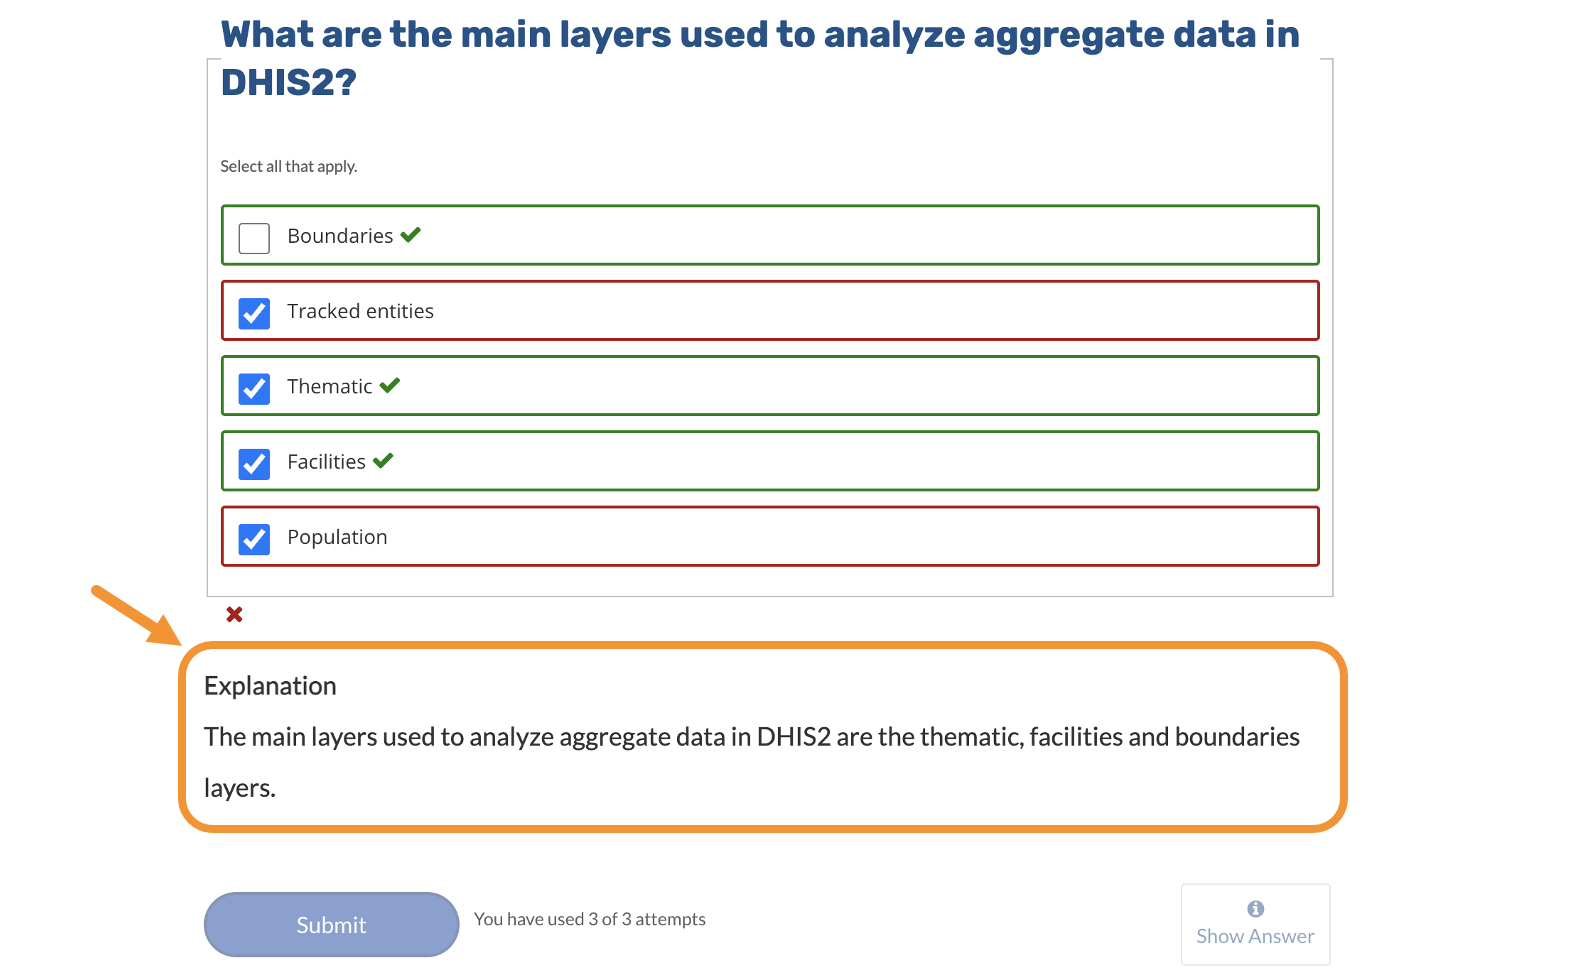 What are the main layers used to analyze aggregate data in
DHIS2?
Select all that apply.
Boundaries
Tracked entities
Thematic
Facilities
Population
Explanation
The main layers used to analyze aggregate data in DHIS2 are the thematic, facilities and boundaries
layers.
Submit
You have used 3 of 3 attempts
Show Answer